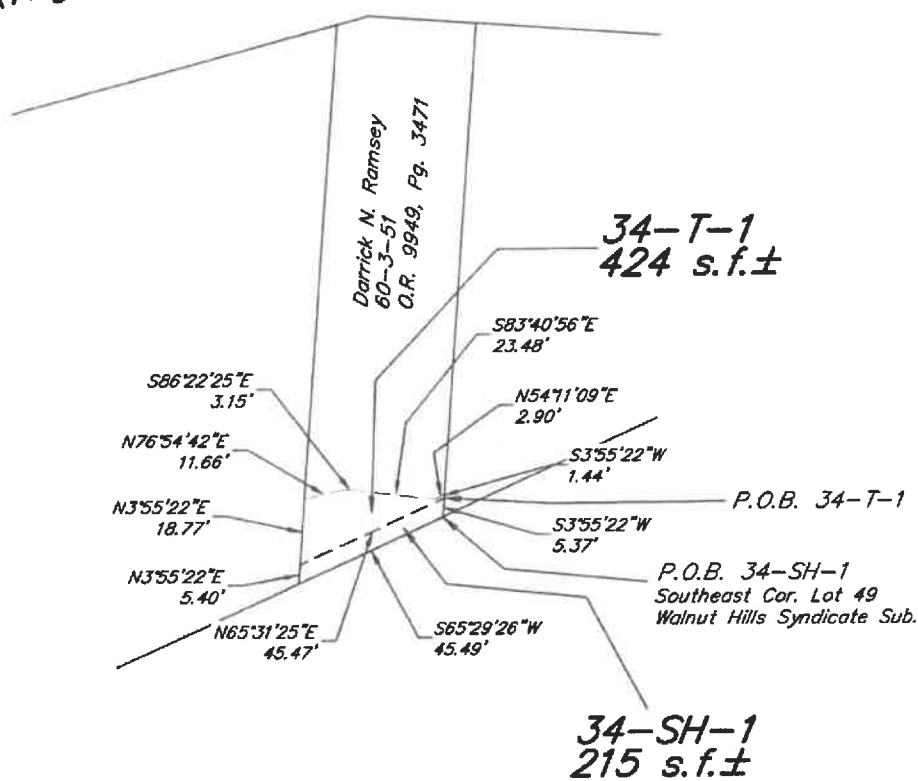 Darrick N. Ramsey
60-3-51
O.R. 9949, Pg. 3471
34-T-1
424 s.f.±
S83°40'56"E
23.48'
S86°22'25"E
3.15'
N54°11'09"E
2.90'
N76°54'42"E
11.66'
S3°55'22"W
1.44'
P.O.B. 34-T-1
N3°55'22"E
18.77'
S3°55'22"W
5.37'
N3°55'22"E
5.40'
P.O.B. 34-SH-1
Southeast Cor. Lot 49
Walnut Hills Syndicate Sub.
N65°31'25"E
45.47'
S65°29'26"W
45.49'
34-SH-1
215 s.f.±